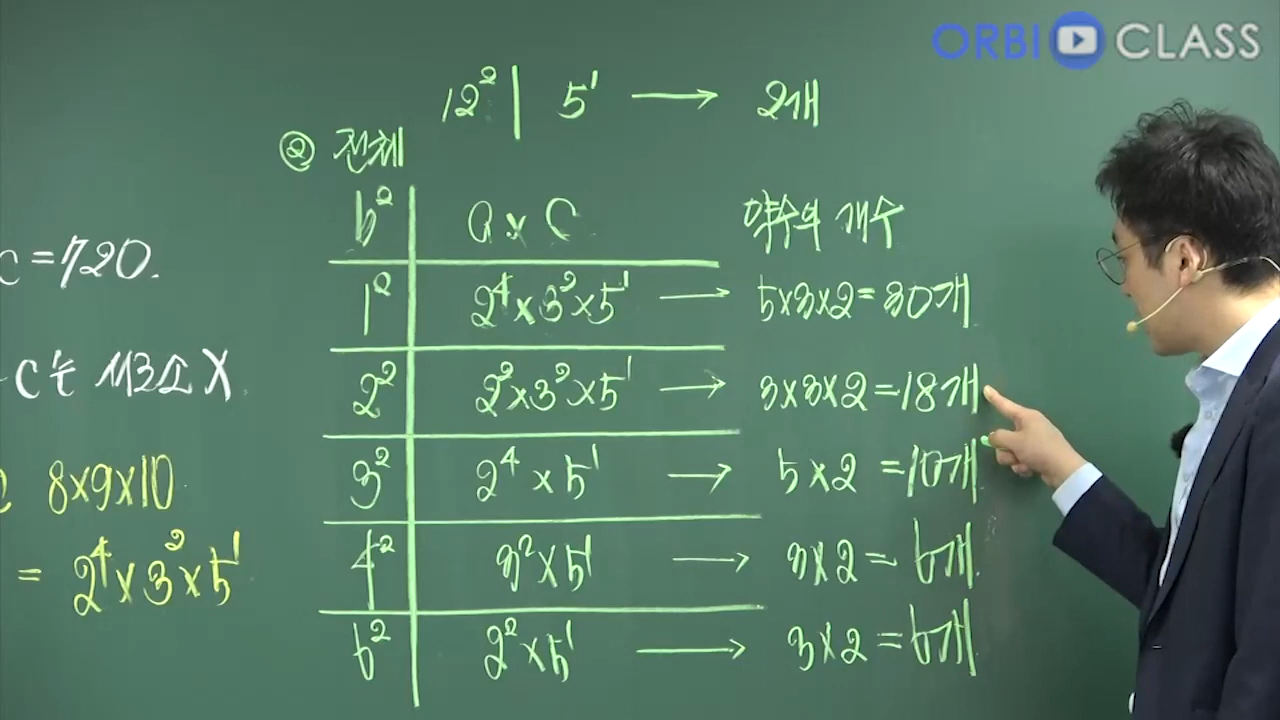 ORBI CLASS
12² | 5¹ → 2개
② 전체
b² | a × c 약수의 개수
1² | 2⁴×3²×5¹ → 5×3×2=30개
2² | 2²×3²×5¹ → 3×3×2=18개
3² | 2⁴×5¹ → 5×2=10개
4² | 3²×5¹ → 3×2=6개
6² | 2²×5¹ → 3×2=6개
c=720.
8×9×10
= 2⁴×3²×5¹